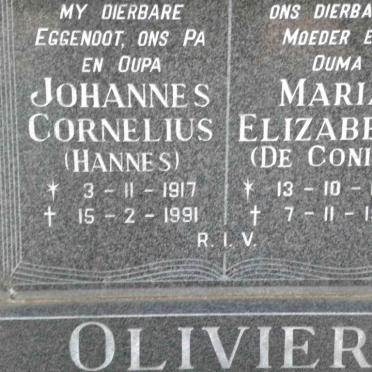 MY DIERBARE
EGGENOOT, ONS PA
EN OUPA
JOHANNES
CORNELIUS
(HANNES)
* 3 - 11 - 1917
† 15 - 2 - 1991
ONS DIERBA
MOEDER E
OUMA
MARIA
ELIZABE
(DE CONI
* 13 - 10 -
† 7 - 11 - 1
R.I.V.
OLIVIER